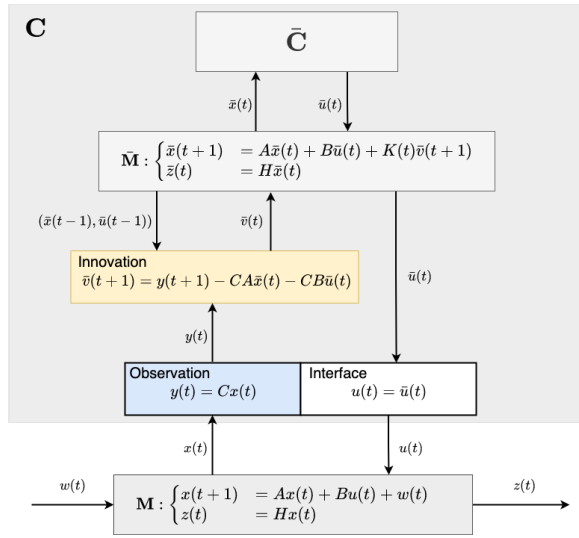 C
C̄
x̄(t) ū(t)
M̄ : { x̄(t+1) = Ax̄(t) + Bū(t) + K(t)v̄(t+1)
z̄(t) = Hx̄(t)
(x̄(t−1), ū(t−1)) v̄(t)
Innovation
v̄(t+1) = y(t+1) − CAx̄(t) − CBū(t)
ū(t)
y(t)
Observation Interface
y(t) = Cx(t) u(t) = ū(t)
x(t) u(t)
w(t) z(t)
M : { x(t+1) = Ax(t) + Bu(t) + w(t)
z(t) = Hx(t)